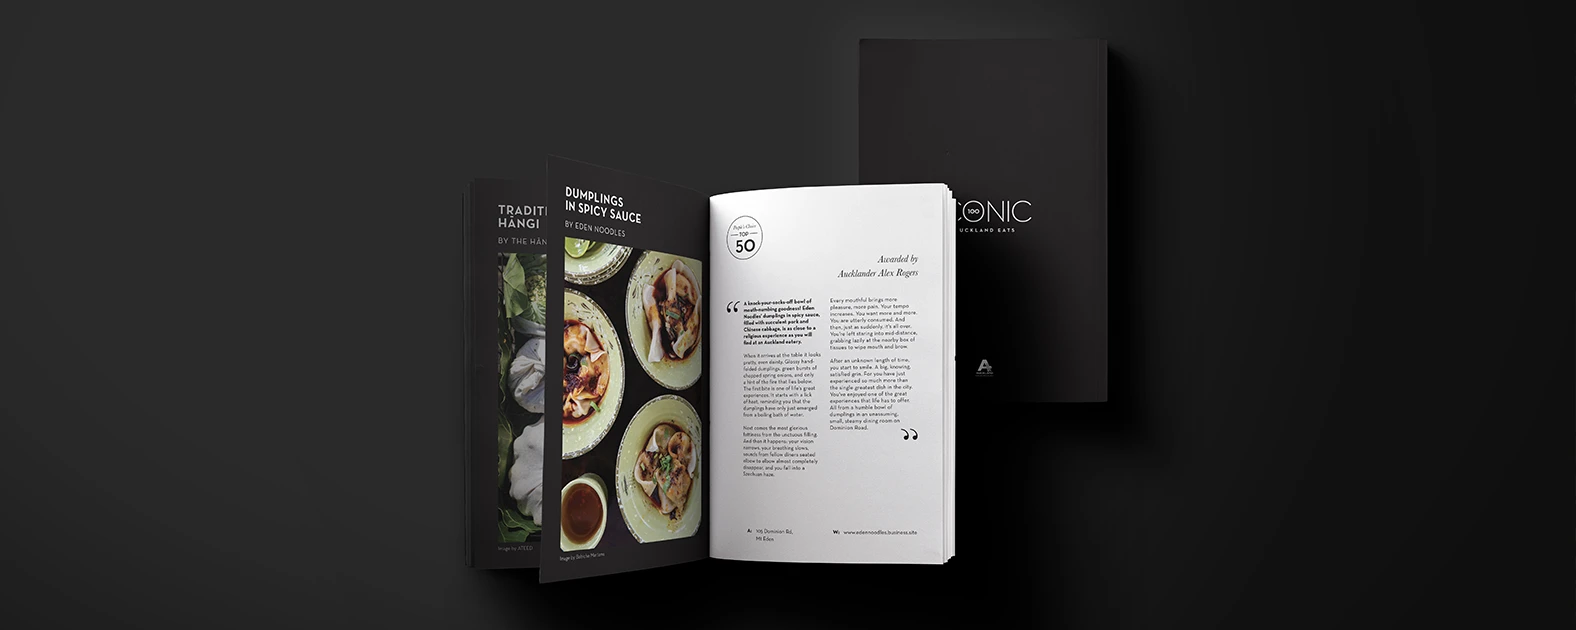 TRADITI
HĀNGI
BY THE HĀN
Image by ATEED
DUMPLINGS
IN SPICY SAUCE
BY EDEN NOODLES
Image by Belinda Martains
People's Choice
TOP
50
Awarded by
Aucklander Alex Rogers
“
A knock-your-socks-off bowl of
mouth-numbing goodness! Eden
Noodles' dumplings in spicy sauce,
filled with succulent pork and
Chinese cabbage, is as close to a
religious experience as you will
find at an Auckland eatery.
When it arrives at the table it looks
pretty, even dainty. Glossy hand-
folded dumplings, green bursts of
chopped spring onions, and only
a hint of the fire that lies below.
The first bite is one of life's great
experiences. It starts with a lick
of heat, reminding you that the
dumplings have only just emerged
from a boiling bath of water.
Next comes the most glorious
fattiness from the unctuous filling.
And then it happens: your vision
narrows, your breathing slows,
sounds from fellow diners seated
elbow to elbow almost completely
disappear, and you fall into a
Szechuan haze.
Every mouthful brings more
pleasure, more pain. Your tempo
increases. You want more and more.
You are utterly consumed. And
then, just as suddenly, it's all over.
You're left staring into mid-distance,
grabbing lazily at the nearby box of
tissues to wipe mouth and brow.
After an unknown length of time,
you start to smile. A big, knowing,
satisfied grin. For you have just
experienced so much more than
the single greatest dish in the city.
You've enjoyed one of the great
experiences that life has to offer.
All from a humble bowl of
dumplings in an unassuming,
small, steamy dining room on
Dominion Road.
”
A: 105 Dominion Rd,
Mt Eden
W: www.edennoodles.business.site
CONIC
100
UCKLAND EATS